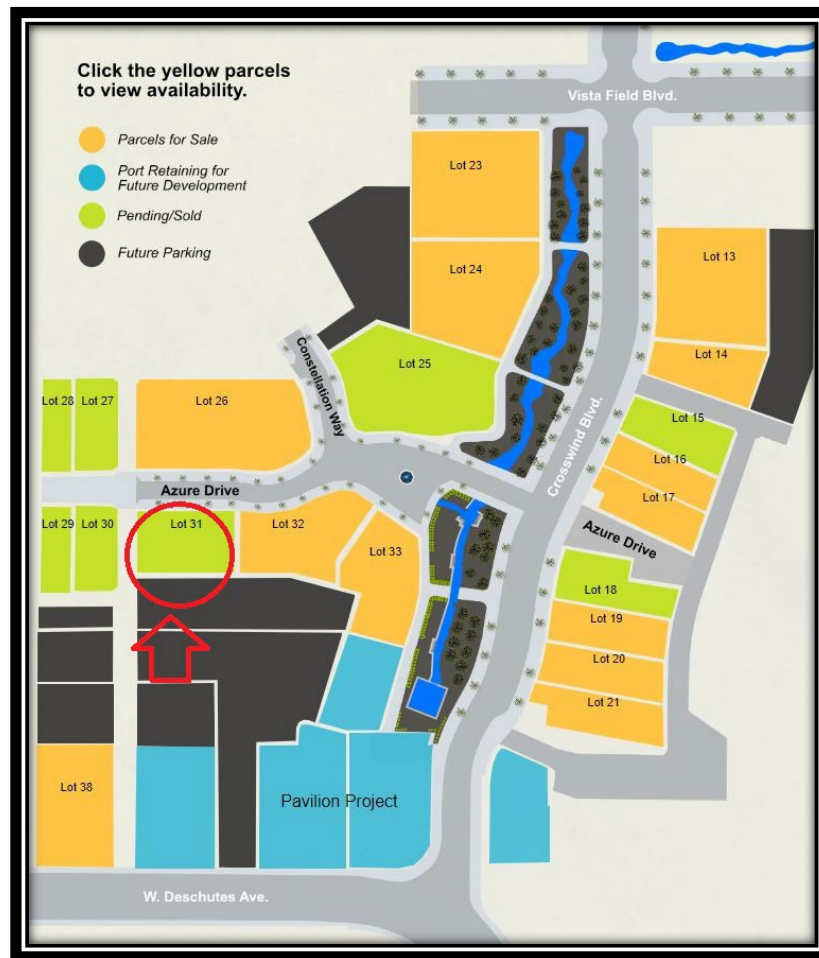 Click the yellow parcels
to view availability.
Parcels for Sale
Port Retaining for
Future Development
Pending/Sold
Future Parking
Vista Field Blvd.
Lot 23
Lot 24
Lot 13
Lot 14
Constellation Way
Lot 25
Crosswind Blvd.
Lot 28
Lot 27
Lot 26
Lot 15
Lot 16
Lot 17
Azure Drive
Lot 29
Lot 30
Lot 31
Lot 32
Lot 33
Azure Drive
Lot 18
Lot 19
Lot 20
Lot 21
Lot 38
Pavilion Project
W. Deschutes Ave.